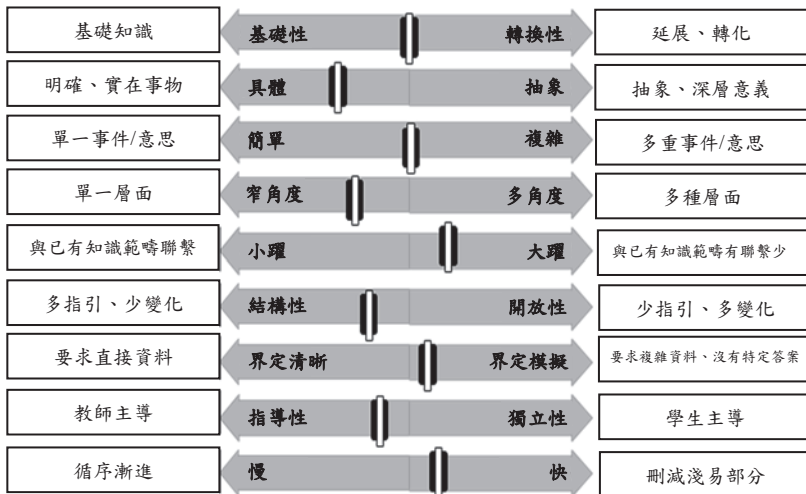 基礎知識 基礎性 轉換性 延展、轉化
明確、實在事物 具體 抽象 抽象、深層意義
單一事件/意思 簡單 複雜 多重事件/意思
單一層面 窄角度 多角度 多種層面
與已有知識範疇聯繫 小躍 大躍 與已有知識範疇有聯繫少
多指引、少變化 結構性 開放性 少指引、多變化
要求直接資料 界定清晰 界定模擬 要求複雜資料、沒有特定答案
教師主導 指導性 獨立性 學生主導
循序漸進 慢 快 刪減淺易部分